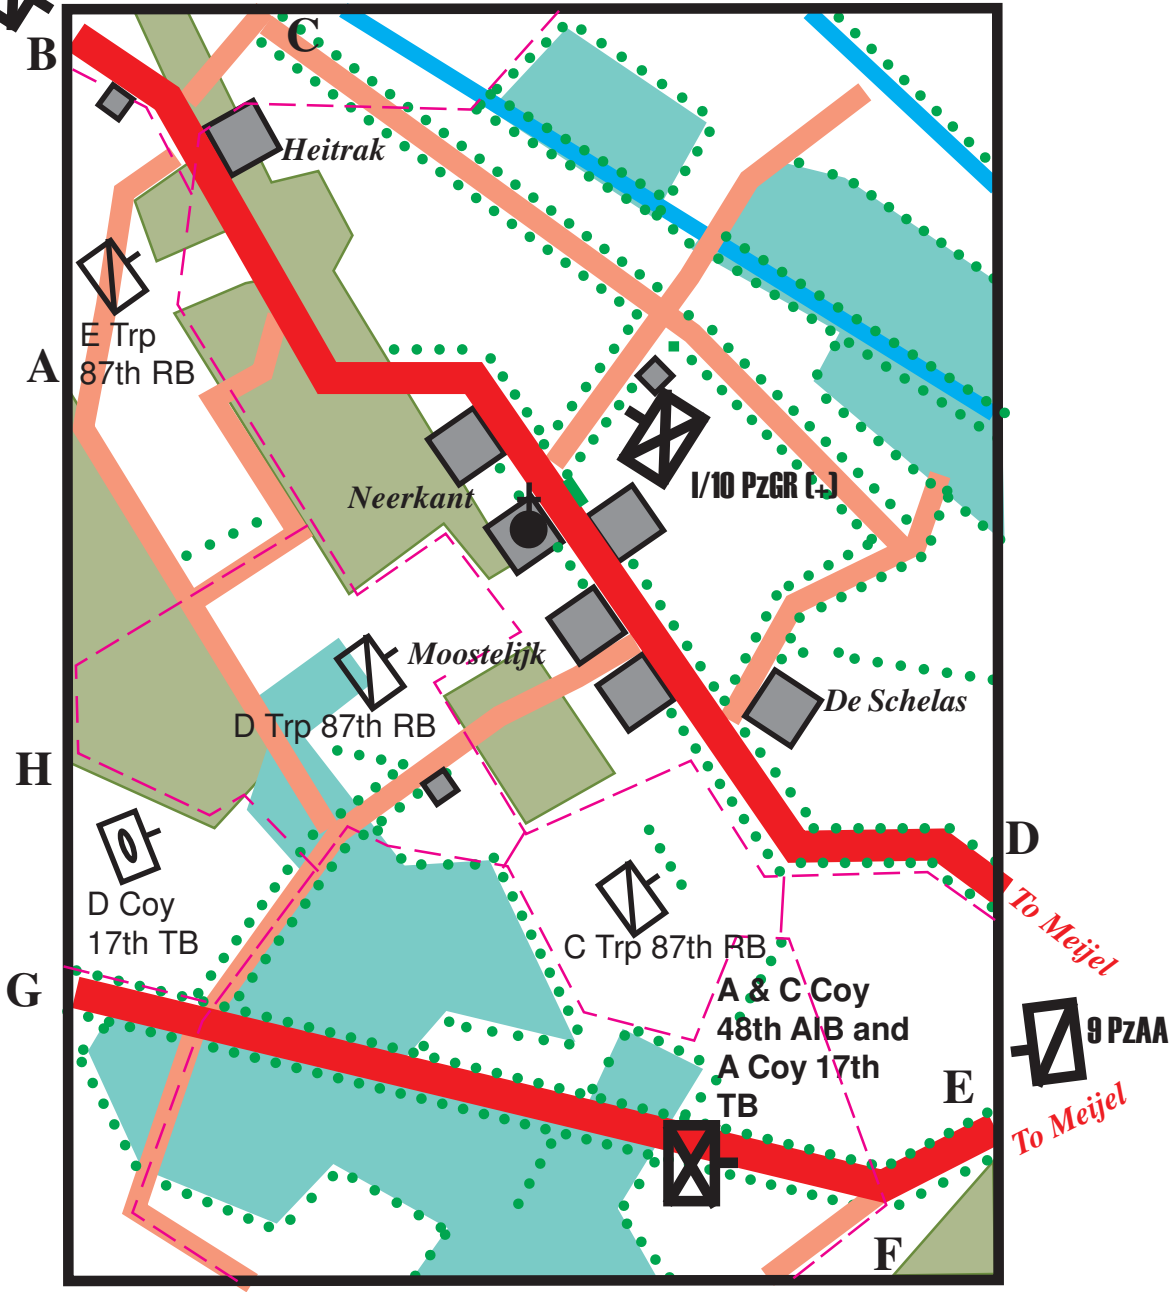 C
B
Heitrak
E Trp
87th RB
A
I/10 PzGR (+)
Neerkant
Moostelijk
De Schelas
D Trp 87th RB
H
D
D Coy
17th TB
To Meijel
C Trp 87th RB
G
A & C Coy
48th AIB and
A Coy 17th
TB
9 PzAA
E
To Meijel
F